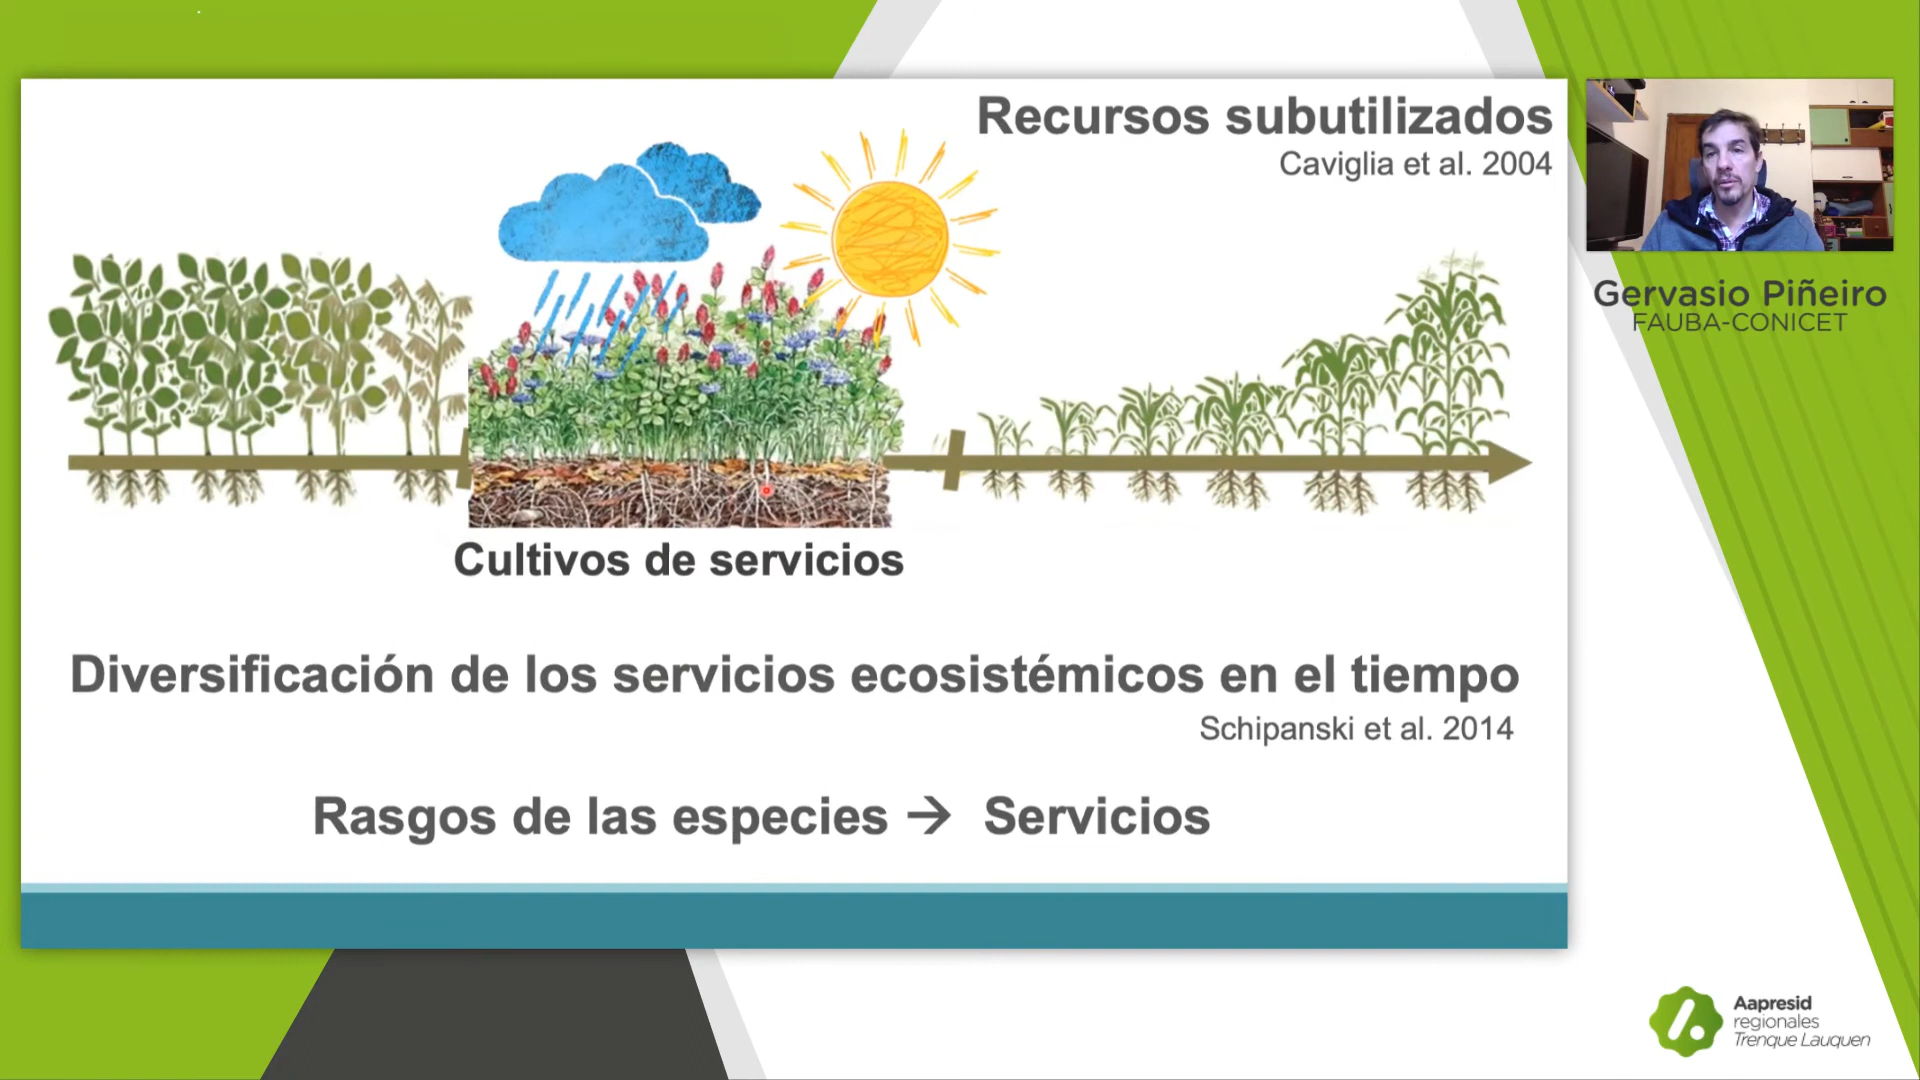 Recursos subutilizados
Caviglia et al. 2004
Gervasio Piñeiro
FAUBA-CONICET
Cultivos de servicios
Diversificación de los servicios ecosistémicos en el tiempo
Schipanski et al. 2014
Rasgos de las especies → Servicios
Aapresid
regionales
Trenque Lauquen